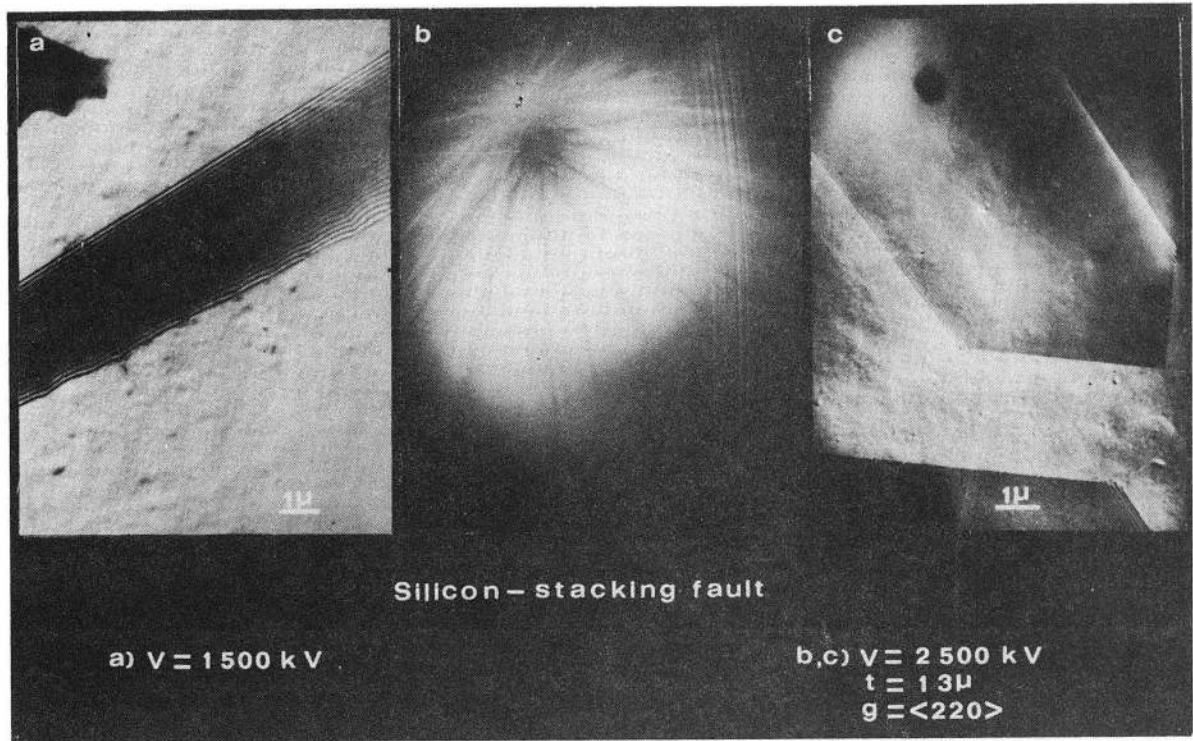 a
b
c
1µ
1µ
Silicon — stacking fault
a) V = 1500 kV
b,c) V = 2500 kV
t = 13µ
g = <220>